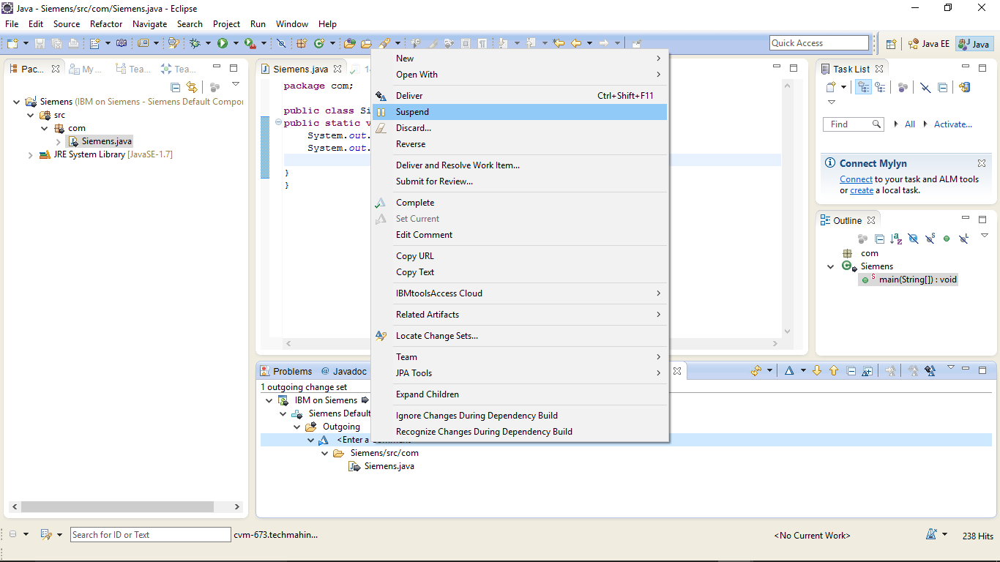 Java - Siemens/src/com/Siemens.java - Eclipse
File Edit Source Refactor Navigate Search Project Run Window Help
Quick Access
Java EE
Java
Pac...
My ...
Tea...
Tea...
Siemens (IBM on Siemens - Siemens Default Compor
src
com
Siemens.java
JRE System Library [JavaSE-1.7]
Siemens.java
package com;
public class Si
public static v
System.out.
System.out.
}
}
New
Open With
Deliver Ctrl+Shift+F11
Suspend
Discard...
Reverse
Deliver and Resolve Work Item...
Submit for Review...
Complete
Set Current
Edit Comment
Copy URL
Copy Text
IBMtoolsAccess Cloud
Related Artifacts
Locate Change Sets...
Team
JPA Tools
Expand Children
Ignore Changes During Dependency Build
Recognize Changes During Dependency Build
Task List
Find
All
Activate...
Connect Mylyn
Connect to your task and ALM tools
or create a local task.
Outline
com
Siemens
main(String[]) : void
Problems
@ Javadoc
1 outgoing change set
IBM on Siemens
Siemens Default
Outgoing
<Enter a
Siemens/src/com
Siemens.java
Search for ID or Text
cvm-673.techmahin...
<No Current Work>
238 Hits